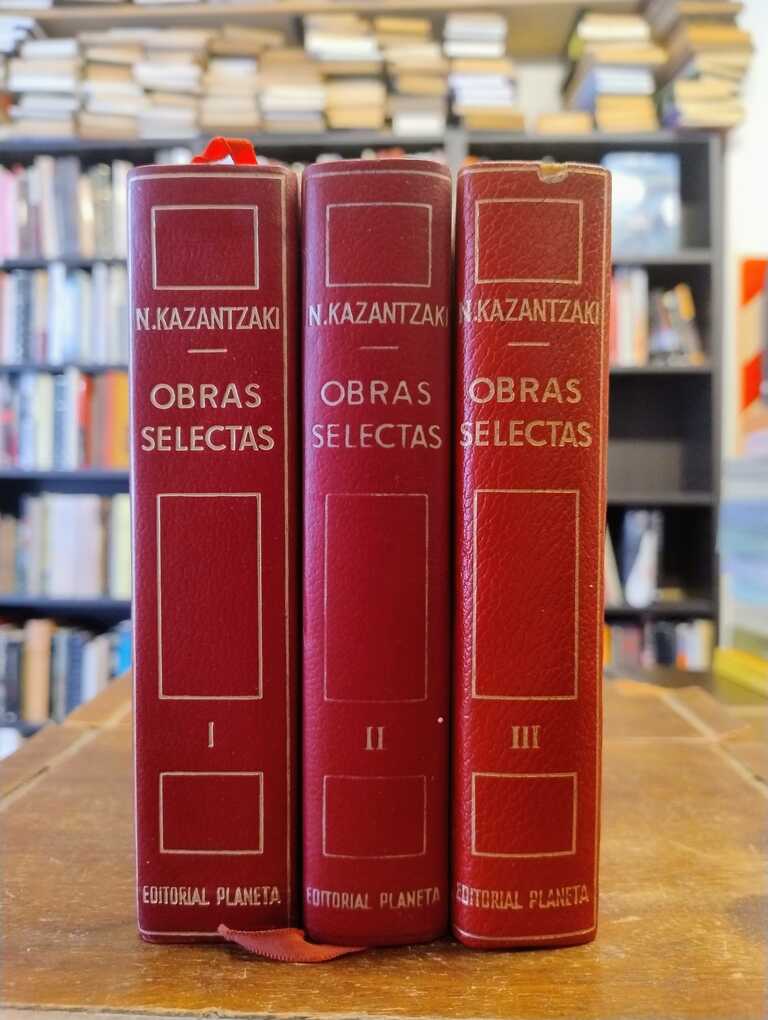 N.KAZANTZAKI
OBRAS
SELECTAS
I
EDITORIAL PLANETA
N.KAZANTZAKI
OBRAS
SELECTAS
II
EDITORIAL PLANETA
N.KAZANTZAKI
OBRAS
SELECTAS
III
EDITORIAL PLANETA